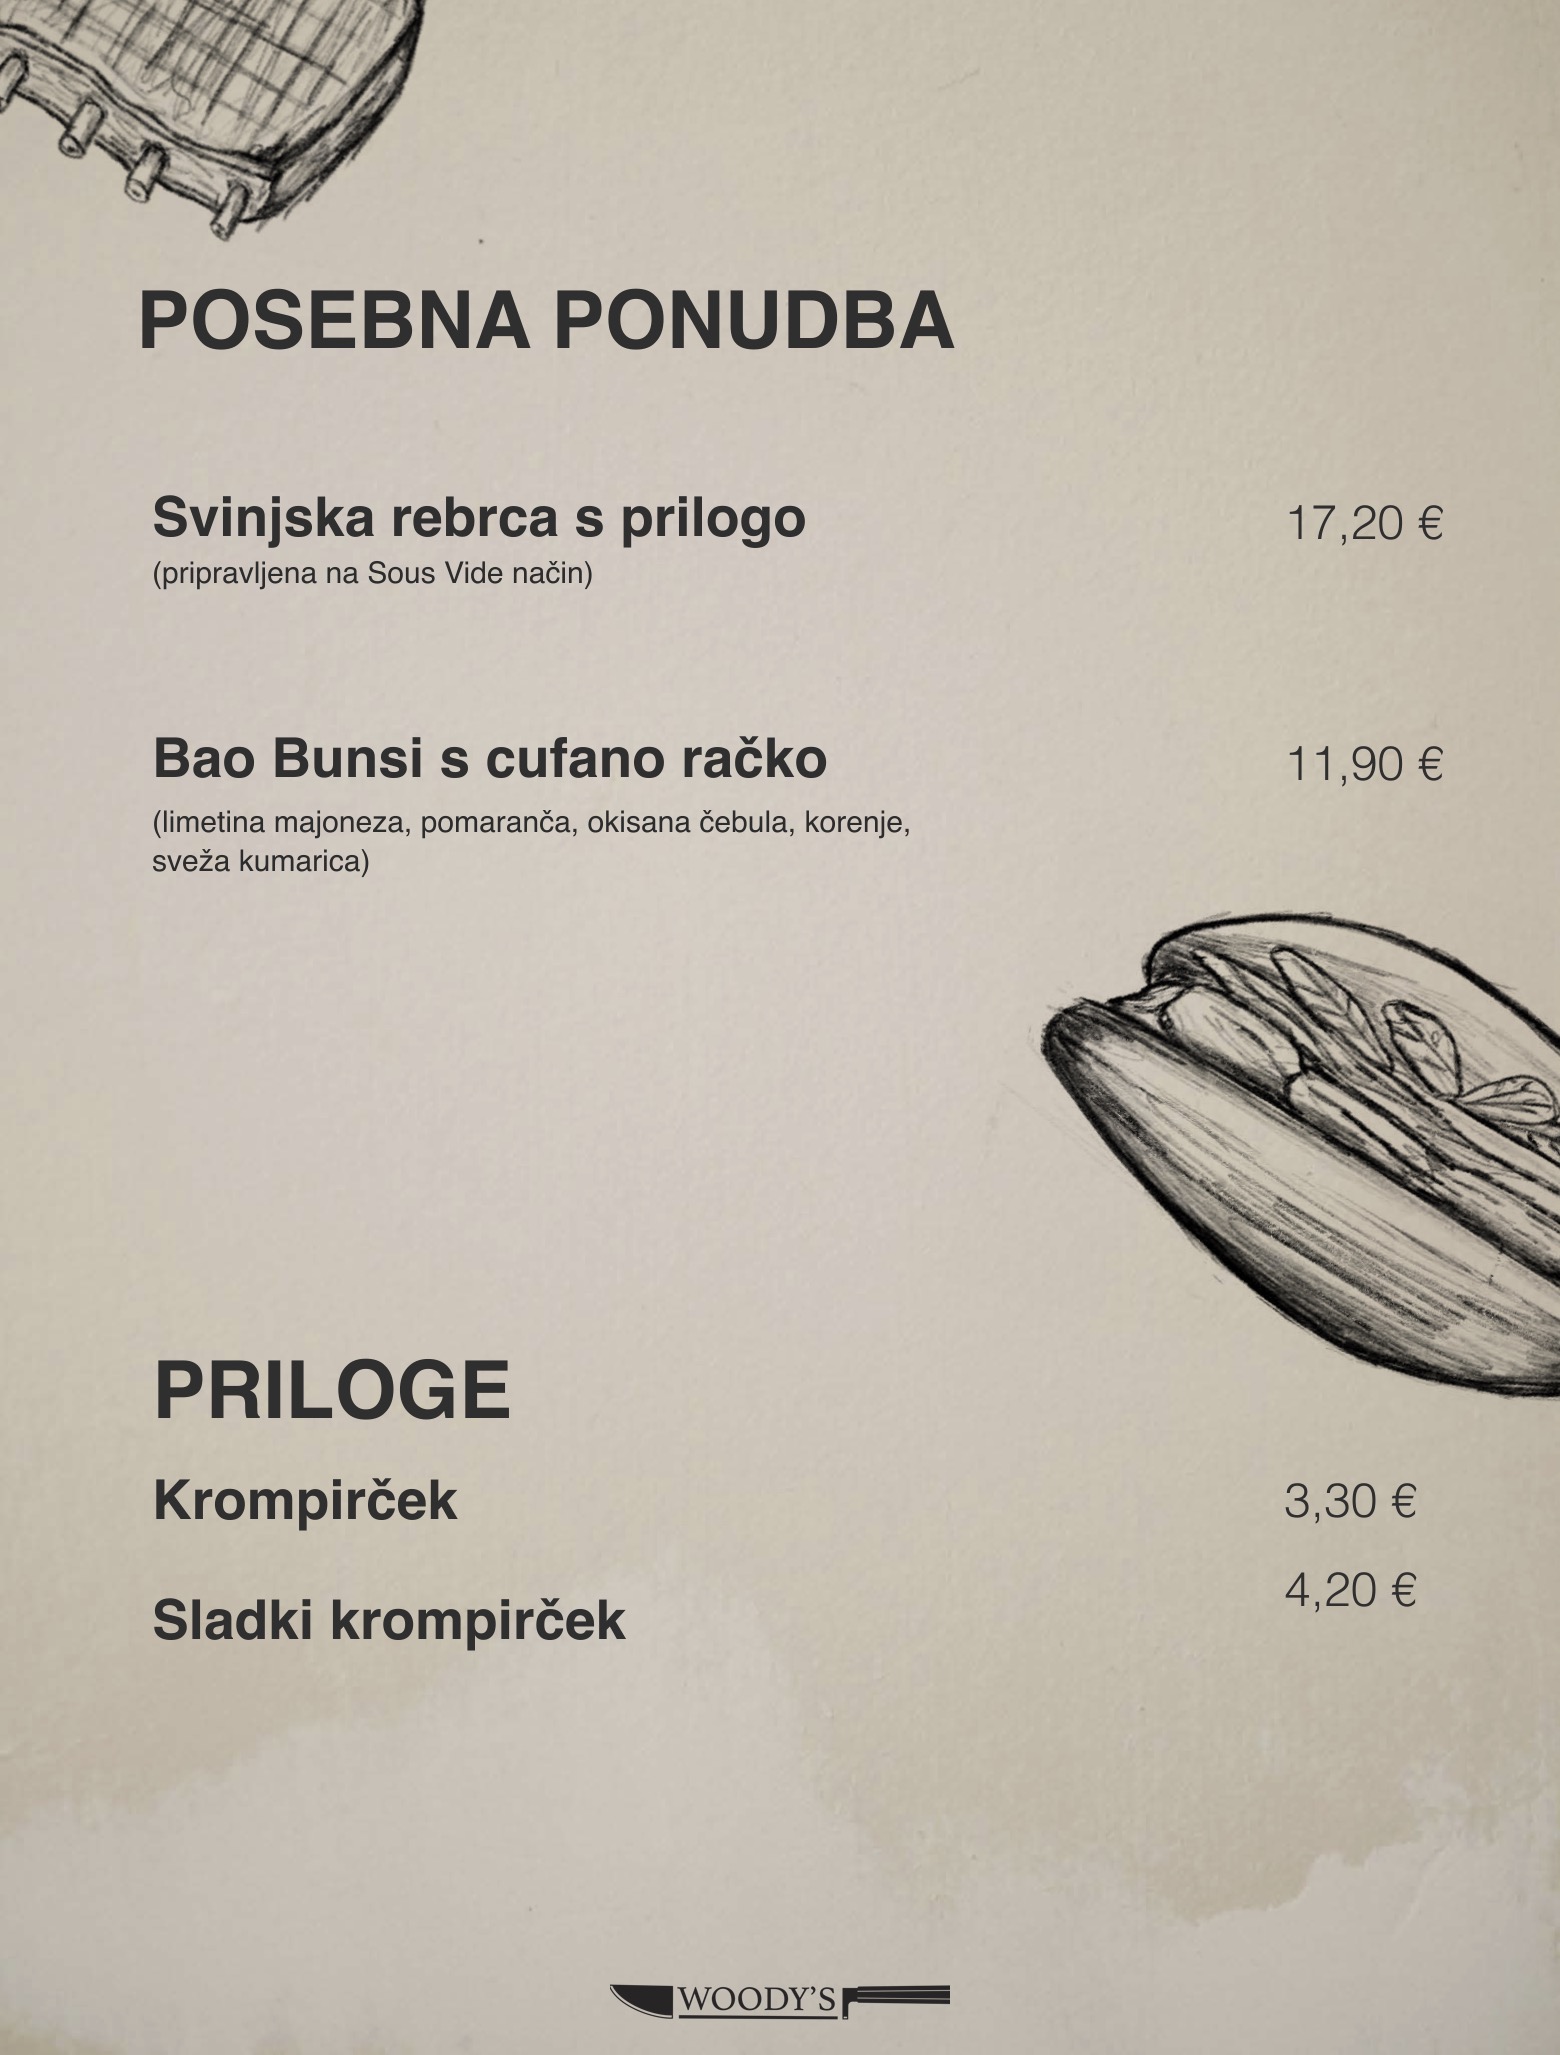 POSEBNA PONUDBA
Svinjska rebrca s prilogo 17,20 €
(pripravljena na Sous Vide način)
Bao Bunsi s cufano račko 11,90 €
(limetina majoneza, pomaranča, okisana čebula, korenje,
sveža kumarica)
PRILOGE
Krompirček 3,30 €
Sladki krompirček 4,20 €
WOODY'S